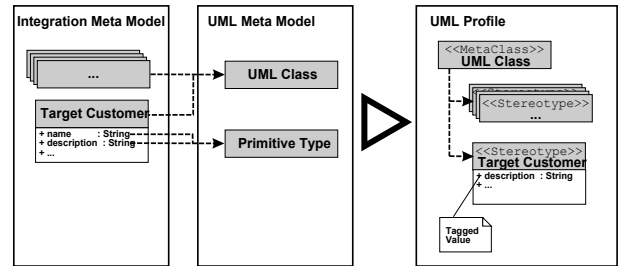 Integration Meta Model
...
Target Customer
+ name : String
+ description : String
+ ...
UML Meta Model
UML Class
Primitive Type
UML Profile
<<MetaClass>>
UML Class
<<Stereotype>>
<<Stereotype>>
...
<<Stereotype>>
Target Customer
+ description : String
+ ...
Tagged
Value